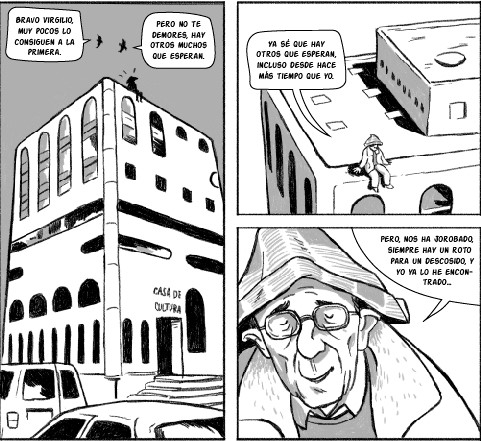 BRAVO VIRGILIO,
MUY POCOS LO
CONSIGUEN A LA
PRIMERA.
PERO NO TE
DEMORES, HAY
OTROS MUCHOS
QUE ESPERAN.
CASA DE
CULTURA
YA SÉ QUE HAY
OTROS QUE ESPERAN,
INCLUSO DESDE HACE
MÁS TIEMPO QUE YO.
PERO, NOS HA JOROBADO,
SIEMPRE HAY UN ROTO
PARA UN DESCOSIDO, Y
YO YA LO HE ENCON-
TRADO...